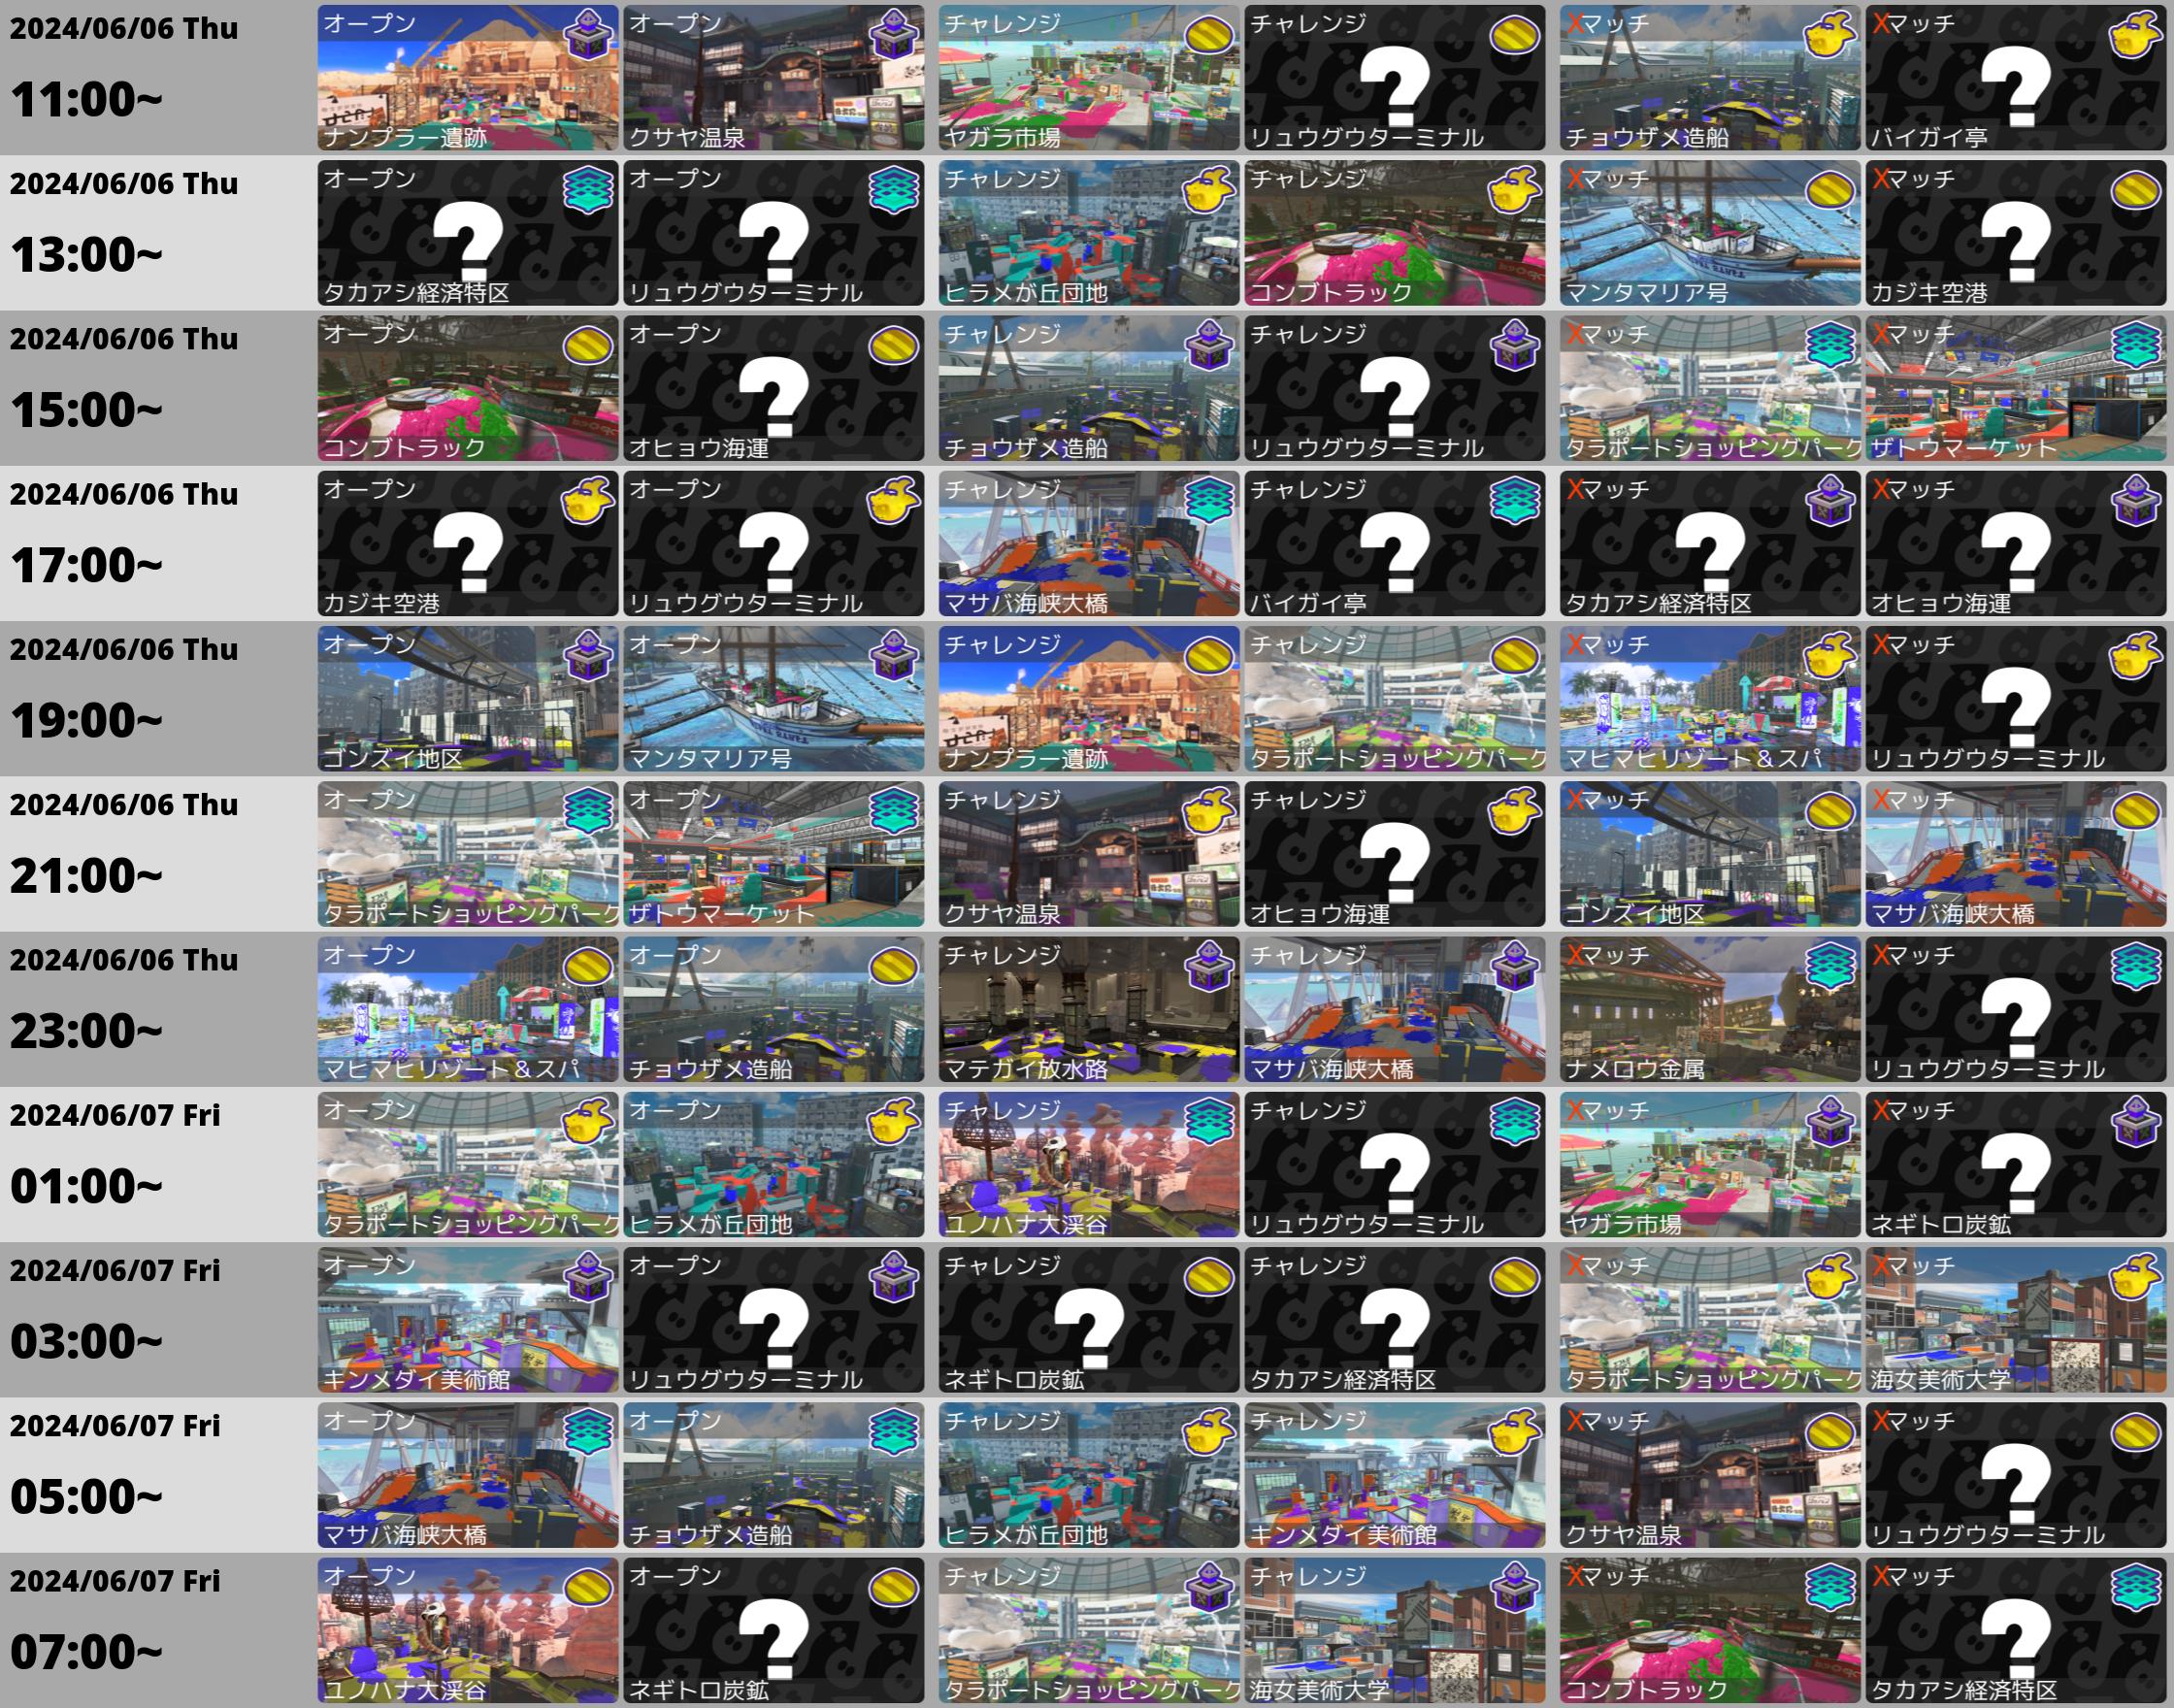 2024/06/06 Thu
11:00~
オープン
ナンプラー遺跡
オープン
クサヤ温泉
チャレンジ
ヤガラ市場
チャレンジ
リュウグウターミナル
Xマッチ
チョウザメ造船
Xマッチ
バイガイ亭
2024/06/06 Thu
13:00~
オープン
?
タカアシ経済特区
オープン
?
リュウグウターミナル
チャレンジ
ヒラメが丘団地
チャレンジ
コンブトラック
Xマッチ
マンタマリア号
Xマッチ
?
カジキ空港
2024/06/06 Thu
15:00~
オープン
コンブトラック
オープン
?
オヒョウ海運
チャレンジ
チョウザメ造船
チャレンジ
?
リュウグウターミナル
Xマッチ
タラポートショッピングパーク
Xマッチ
ザトウマーケット
2024/06/06 Thu
17:00~
オープン
?
カジキ空港
オープン
?
リュウグウターミナル
チャレンジ
マサバ海峡大橋
チャレンジ
?
バイガイ亭
Xマッチ
?
タカアシ経済特区
Xマッチ
?
オヒョウ海運
2024/06/06 Thu
19:00~
オープン
ゴンズイ地区
オープン
マンタマリア号
チャレンジ
ナンプラー遺跡
チャレンジ
タラポートショッピングパーク
Xマッチ
マヒマヒリゾート＆スパ
Xマッチ
?
リュウグウターミナル
2024/06/06 Thu
21:00~
オープン
タラポートショッピングパーク
オープン
ザトウマーケット
チャレンジ
クサヤ温泉
チャレンジ
?
オヒョウ海運
Xマッチ
ゴンズイ地区
Xマッチ
マサバ海峡大橋
2024/06/06 Thu
23:00~
オープン
マヒマヒリゾート＆スパ
オープン
チョウザメ造船
チャレンジ
マテガイ放水路
チャレンジ
マサバ海峡大橋
Xマッチ
ナメロウ金属
Xマッチ
?
リュウグウターミナル
2024/06/07 Fri
01:00~
オープン
タラポートショッピングパーク
オープン
ヒラメが丘団地
チャレンジ
ユノハナ大渓谷
チャレンジ
?
リュウグウターミナル
Xマッチ
ヤガラ市場
Xマッチ
?
ネギトロ炭鉱
2024/06/07 Fri
03:00~
オープン
キンメダイ美術館
オープン
?
リュウグウターミナル
チャレンジ
?
ネギトロ炭鉱
チャレンジ
?
タカアシ経済特区
Xマッチ
タラポートショッピングパーク
Xマッチ
海女美術大学
2024/06/07 Fri
05:00~
オープン
マサバ海峡大橋
オープン
チョウザメ造船
チャレンジ
ヒラメが丘団地
チャレンジ
キンメダイ美術館
Xマッチ
クサヤ温泉
Xマッチ
?
リュウグウターミナル
2024/06/07 Fri
07:00~
オープン
ユノハナ大渓谷
オープン
?
ネギトロ炭鉱
チャレンジ
タラポートショッピングパーク
チャレンジ
海女美術大学
Xマッチ
コンブトラック
Xマッチ
?
タカアシ経済特区